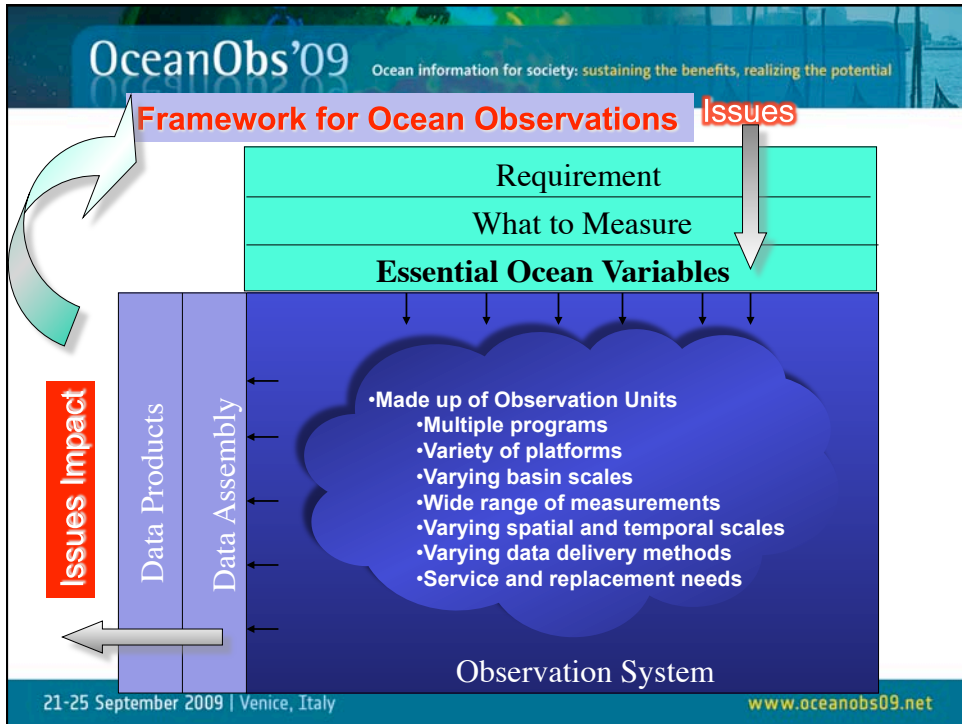 OceanObs'09
Ocean information for society: sustaining the benefits, realizing the potential
Framework for Ocean Observations
Issues
Requirement
What to Measure
Essential Ocean Variables
•Made up of Observation Units
•Multiple programs
•Variety of platforms
•Varying basin scales
•Wide range of measurements
•Varying spatial and temporal scales
•Varying data delivery methods
•Service and replacement needs
Observation System
Data Assembly
Data Products
Issues Impact
21-25 September 2009 | Venice, Italy
www.oceanobs09.net